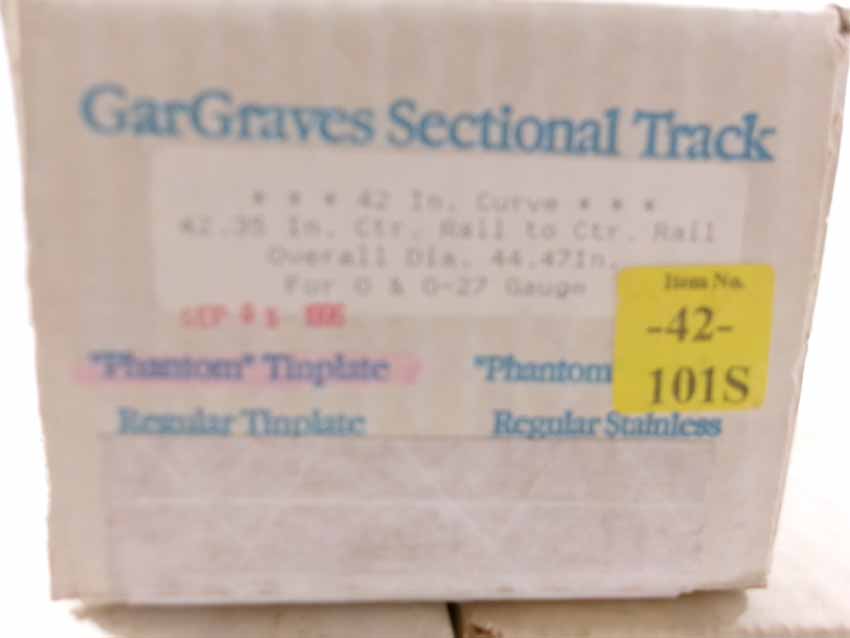 GarGraves Sectional Track
* * * 42 In. Curve * * *
42.35 In. Ctr. Rail to Ctr. Rail
Overall Dia. 44.47In.
For O & O-27 Gauge
SEP
Item No.
-42-
101S
"Phantom" Tinplate
"Phantom
Regular Tinplate
Regular Stainless